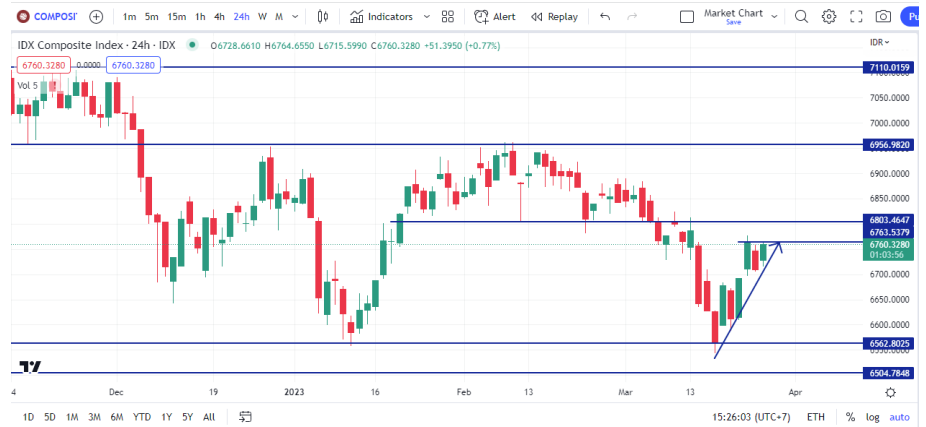 COMPOSI 1m 5m 15m 1h 4h 24h W M Indicators Alert Replay Market Chart Save
IDX Composite Index · 24h · IDX O6728.6610 H6764.6550 L6715.5990 C6760.3280 +51.3950 (+0.77%) IDR
6760.3280 0.0000 6760.3280
7110.0159
Vol 5
7050.0000
7000.0000
6956.9820
6900.0000
6850.0000
6803.4647
6763.5379
6760.3280
01:03:56
6700.0000
6650.0000
6600.0000
6562.8025
6504.7848
4 Dec 19 2023 16 Feb 13 Mar 13 Apr
1D 5D 1M 3M 6M YTD 1Y 5Y All 15:26:03 (UTC+7) ETH % log auto